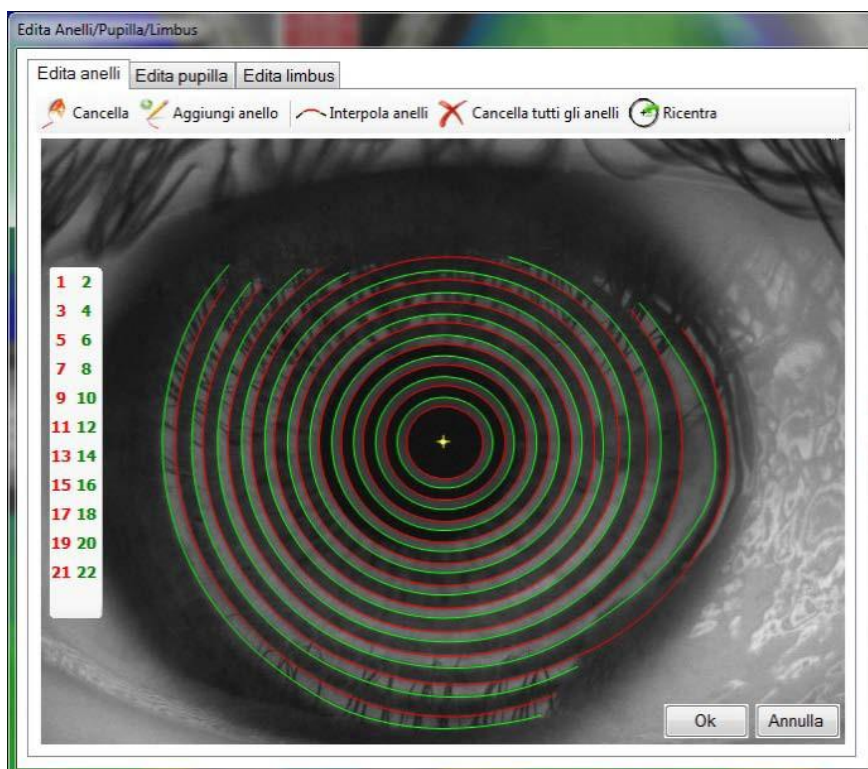 Edita Anelli/Pupilla/Limbus
Edita anelli Edita pupilla Edita limbus
Cancella Aggiungi anello Interpola anelli Cancella tutti gli anelli Ricentra
1 2
3 4
5 6
7 8
9 10
11 12
13 14
15 16
17 18
19 20
21 22
Ok Annulla